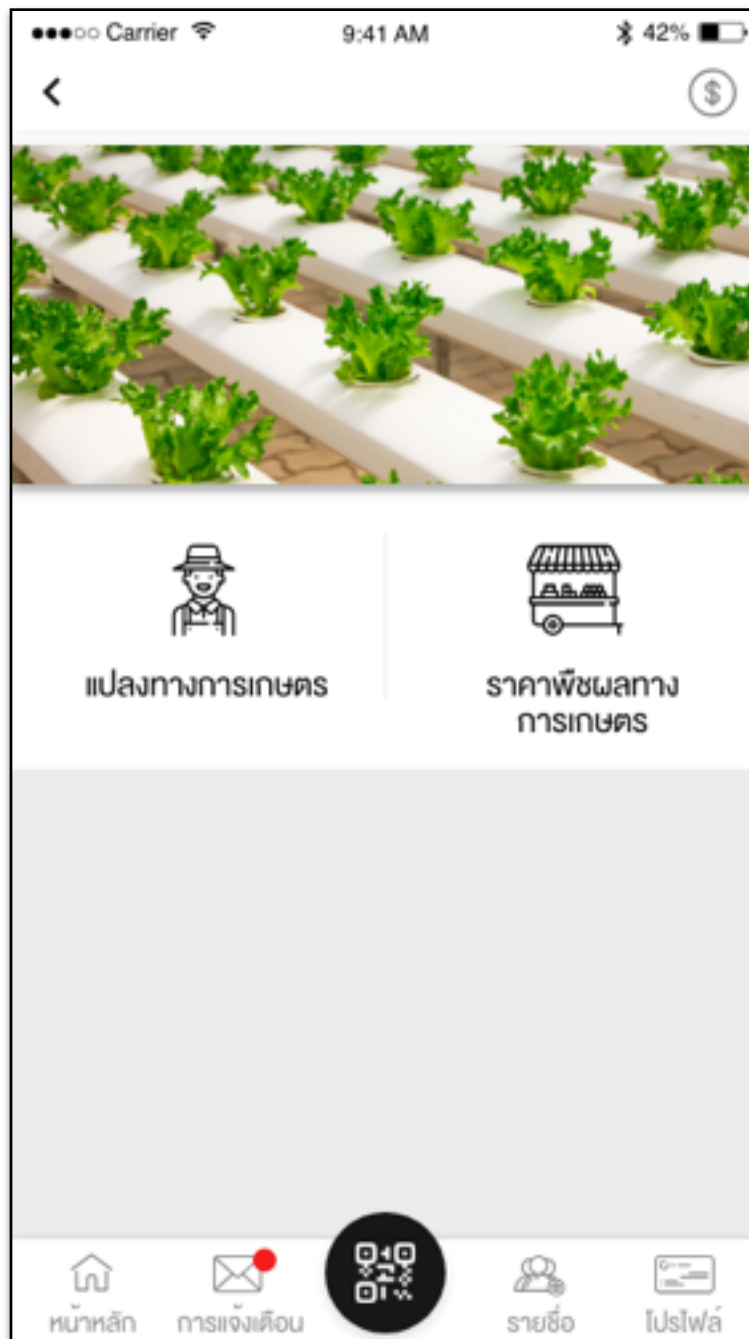 Carrier 9:41 AM 42%
$
แปลงทางการเกษตร
ราคาพืชผลทาง
การเกษตร
หน้าหลัก การแจ้งเตือน รายชื่อ โปรไฟล์